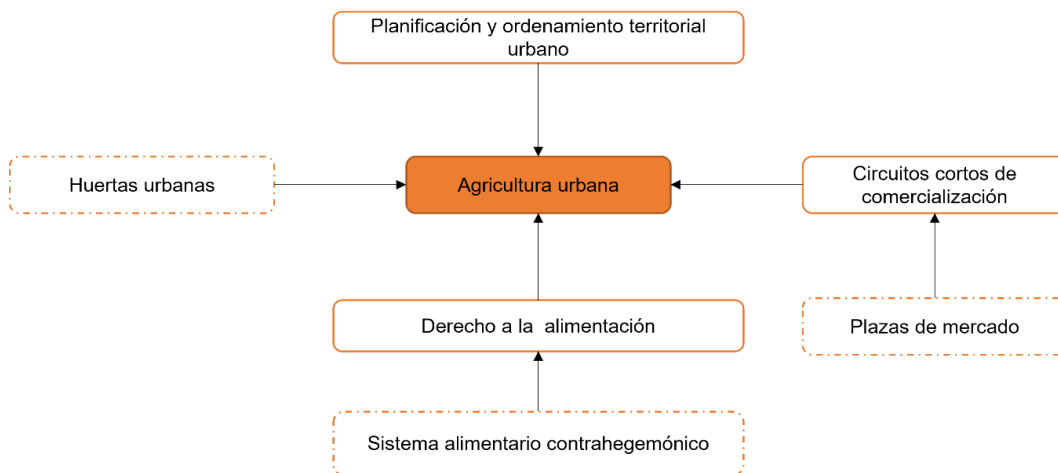 Planificación y ordenamiento territorial
urbano
Huertas urbanas
Agricultura urbana
Circuitos cortos de
comercialización
Derecho a la  alimentación
Plazas de mercado
Sistema alimentario contrahegemónico